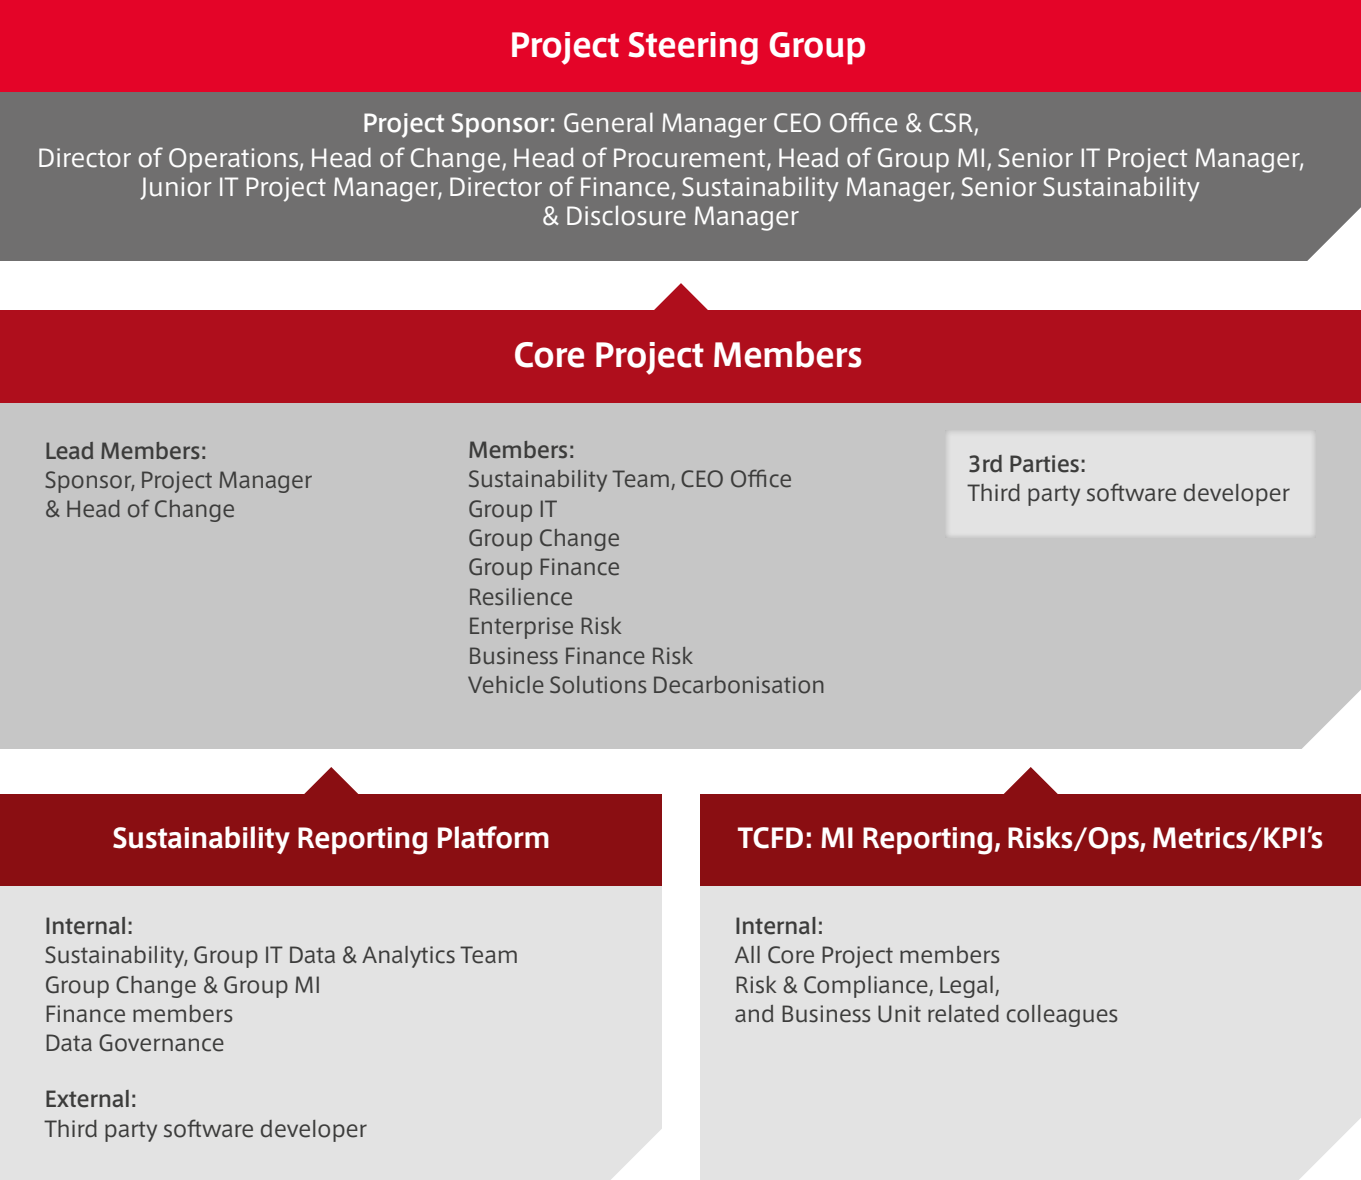 Project Steering Group
Project Sponsor: General Manager CEO Office & CSR,
Director of Operations, Head of Change, Head of Procurement, Head of Group MI, Senior IT Project Manager,
Junior IT Project Manager, Director of Finance, Sustainability Manager, Senior Sustainability
& Disclosure Manager
Core Project Members
Lead Members:
Sponsor, Project Manager
& Head of Change
Members:
Sustainability Team, CEO Office
Group IT
Group Change
Group Finance
Resilience
Enterprise Risk
Business Finance Risk
Vehicle Solutions Decarbonisation
3rd Parties:
Third party software developer
Sustainability Reporting Platform
Internal:
Sustainability, Group IT Data & Analytics Team
Group Change & Group MI
Finance members
Data Governance
External:
Third party software developer
TCFD: MI Reporting, Risks/Ops, Metrics/KPI’s
Internal:
All Core Project members
Risk & Compliance, Legal,
and Business Unit related colleagues